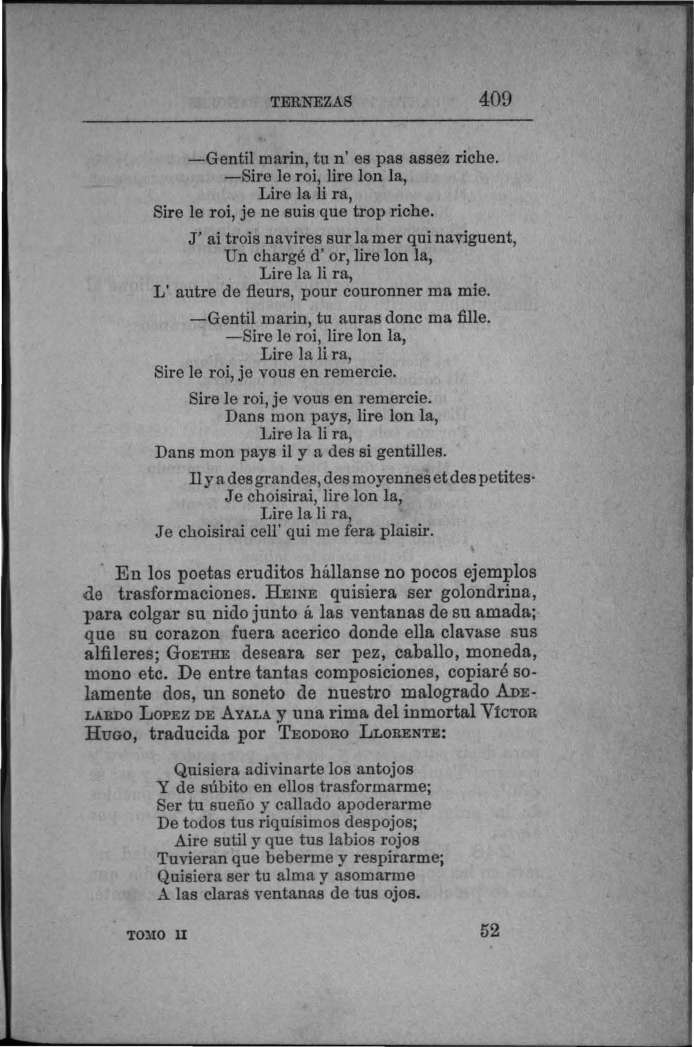 TERNEZAS 409
—Gentil marin, tu n' es pas assez riche.
—Sire le roi, lire lon la,
Lire la li ra,
Sire le roi, je ne suis que trop riche.
J' ai trois navires sur la mer qui naviguent,
Un chargé d' or, lire lon la,
Lire la li ra,
L' autre de fleurs, pour couronner ma mie.
—Gentil marin, tu auras donc ma fille.
—Sire le roi, lire lon la,
Lire la li ra,
Sire le roi, je vous en remercie.
Sire le roi, je vous en remercie.
Dans mon pays, lire lon la,
Lire la li ra,
Dans mon pays il y a des si gentilles.
Il y a des grandes, des moyennes et des petites-
Je choisirai, lire lon la,
Lire la li ra,
Je choisirai cell' qui me fera plaisir.
En los poetas eruditos hállanse no pocos ejemplos
de trasformaciones. HEINE quisiera ser golondrina,
para colgar su nido junto á las ventanas de su amada;
que su corazon fuera acerico donde ella clavase sus
alfileres; GOETHE deseara ser pez, caballo, moneda,
mono etc. De entre tantas composiciones, copiaré so-
lamente dos, un soneto de nuestro malogrado ADE-
LARDO LOPEZ DE AYALA y una rima del inmortal VÍCTOR
HUGO, traducida por TEODORO LLORENTE:
Quisiera adivinarte los antojos
Y de súbito en ellos trasformarme;
Ser tu sueño y callado apoderarme
De todos tus riquísimos despojos;
Aire sutil y que tus labios rojos
Tuvieran que beberme y respirarme;
Quisiera ser tu alma y asomarme
A las claras ventanas de tus ojos.
TOMO II 52